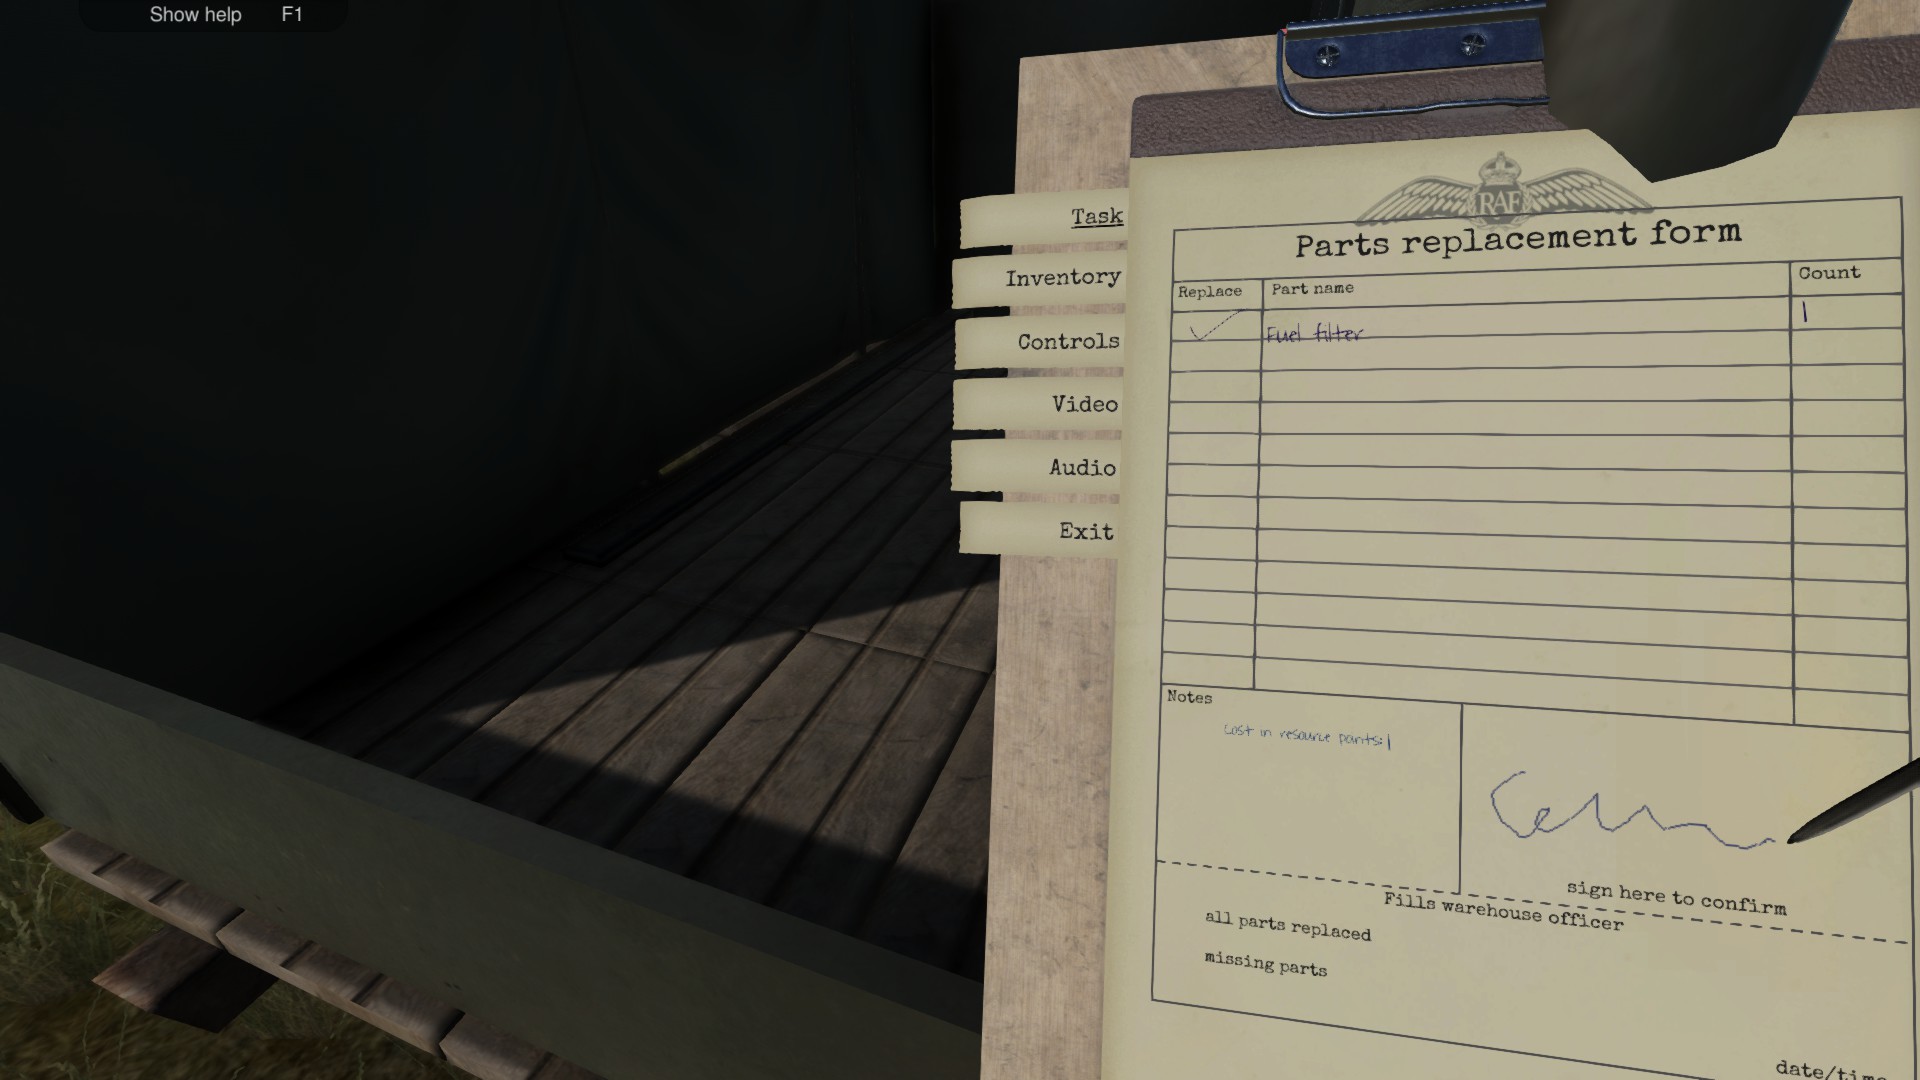 Show help F1
Task
Inventory
Controls
Video
Audio
Exit
RAF
Parts replacement form
Replace Part name Count
Fuel filter 1
Notes
Cost in resource points: 1
sign here to confirm
Fills warehouse officer
all parts replaced
missing parts